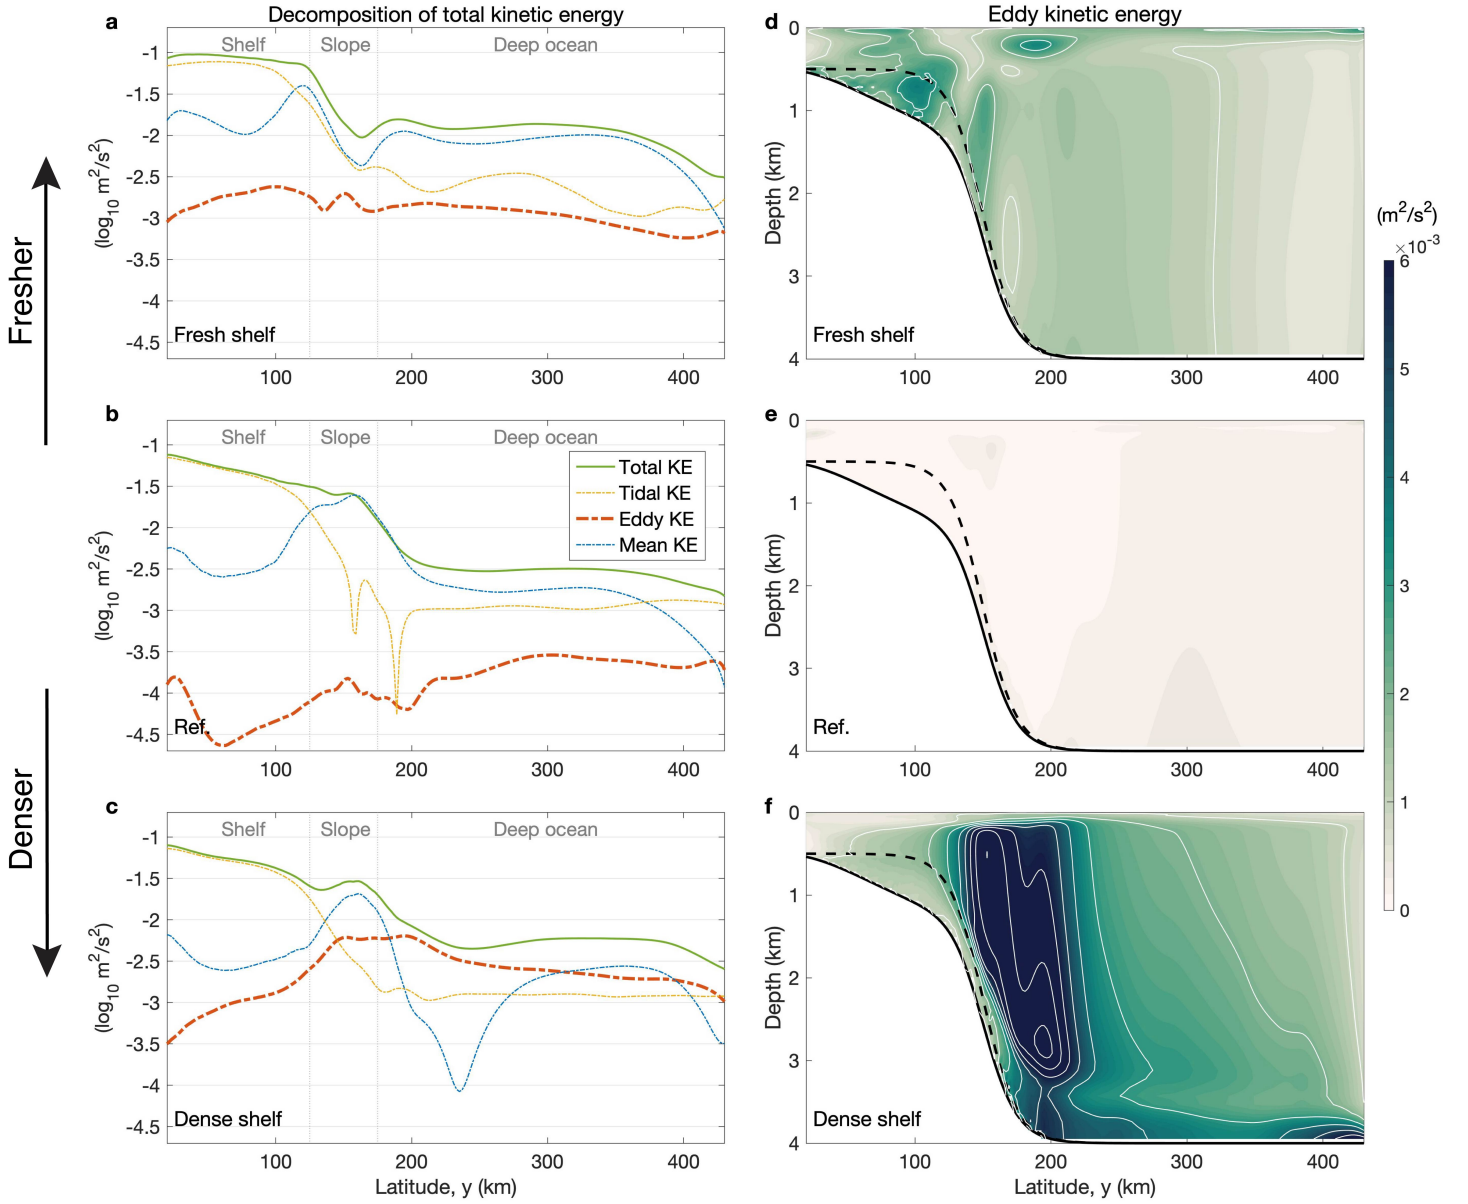 a
Decomposition of total kinetic energy
Shelf
Slope
Deep ocean
-1
-1.5
-2
-2.5
-3
-3.5
-4
-4.5
(log10 m2/s2)
Fresh shelf
100
200
300
400
d
Eddy kinetic energy
0
1
2
3
4
Depth (km)
Fresh shelf
100
200
300
400
Fresher
b
Shelf
Slope
Deep ocean
Total KE
Tidal KE
Eddy KE
Mean KE
-1
-1.5
-2
-2.5
-3
-3.5
-4
-4.5
(log10 m2/s2)
Ref.
100
200
300
400
e
0
1
2
3
4
Depth (km)
Ref.
100
200
300
400
Denser
c
Shelf
Slope
Deep ocean
-1
-1.5
-2
-2.5
-3
-3.5
-4
-4.5
(log10 m2/s2)
Dense shelf
100
200
300
400
Latitude, y (km)
f
0
1
2
3
4
Depth (km)
Dense shelf
100
200
300
400
Latitude, y (km)
(m2/s2)
×10-3
6
5
4
3
2
1
0